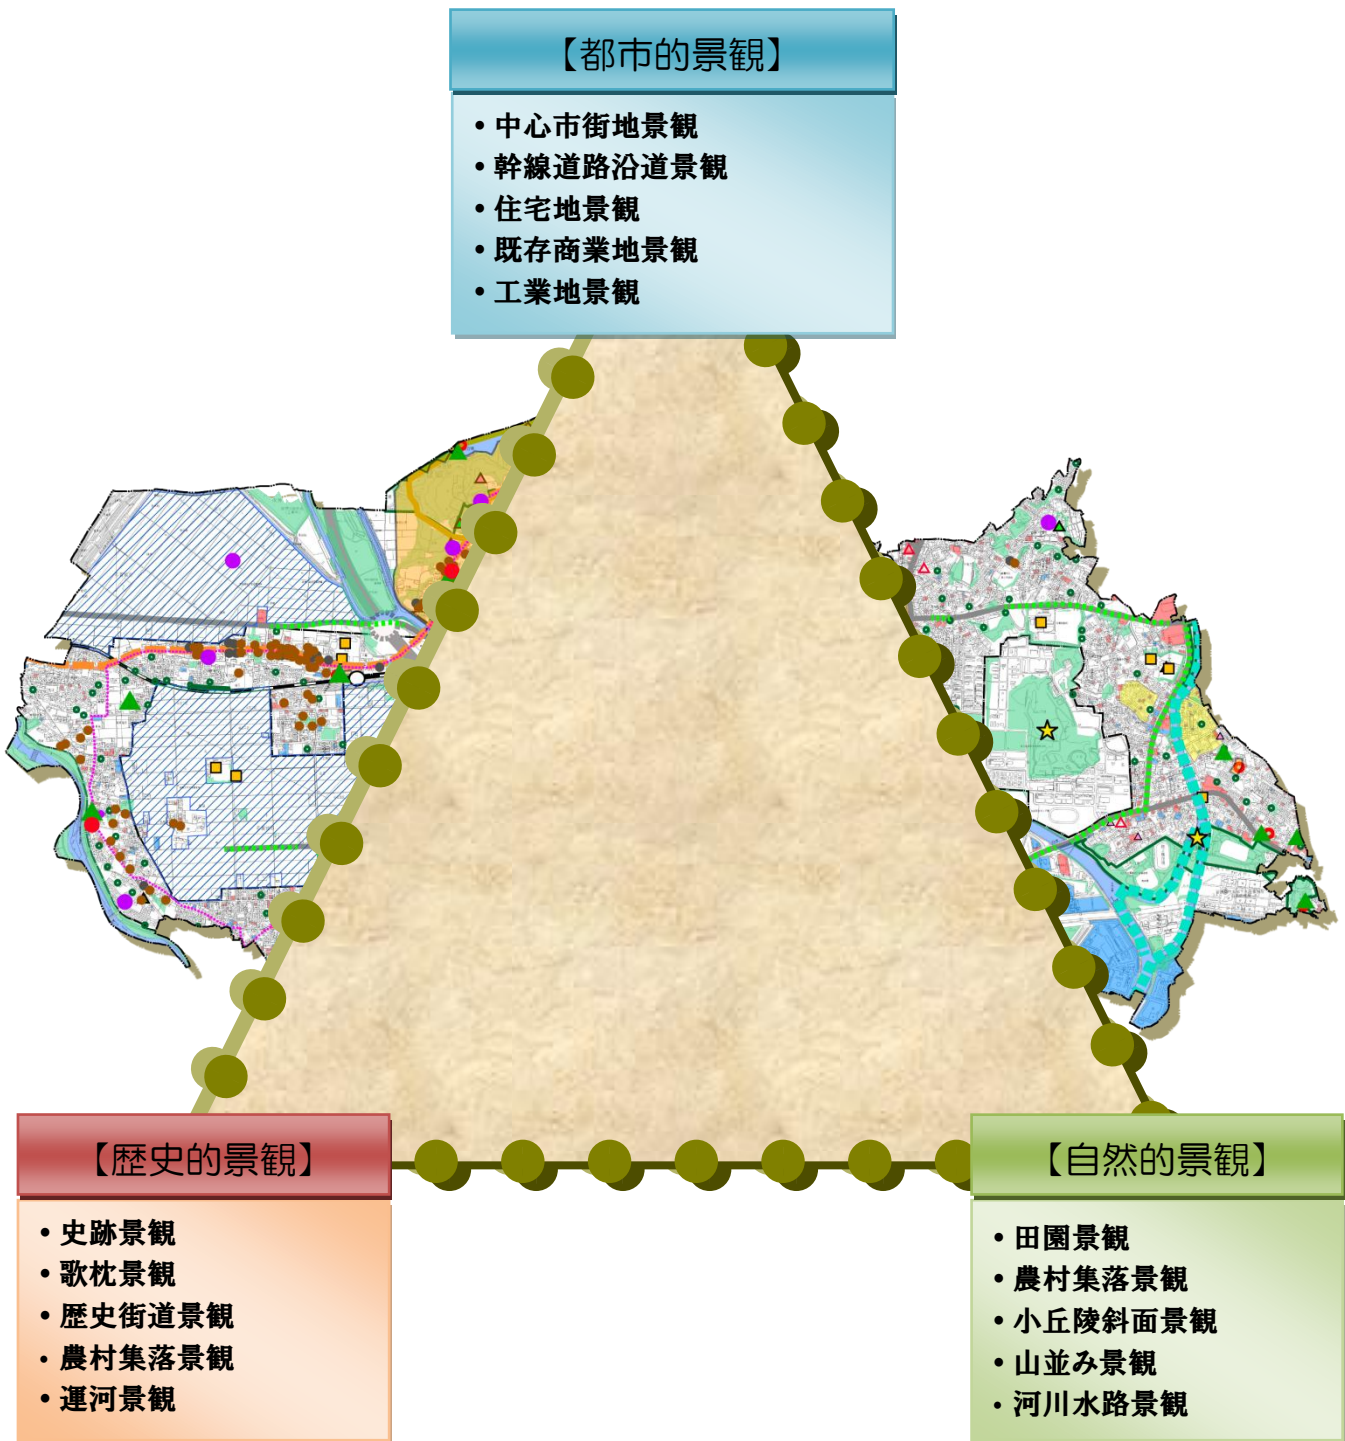 【都市的景観】
・中心市街地景観
・幹線道路沿道景観
・住宅地景観
・既存商業地景観
・工業地景観
【歴史的景観】
・史跡景観
・歌枕景観
・歴史街道景観
・農村集落景観
・運河景観
【自然的景観】
・田園景観
・農村集落景観
・小丘陵斜面景観
・山並み景観
・河川水路景観